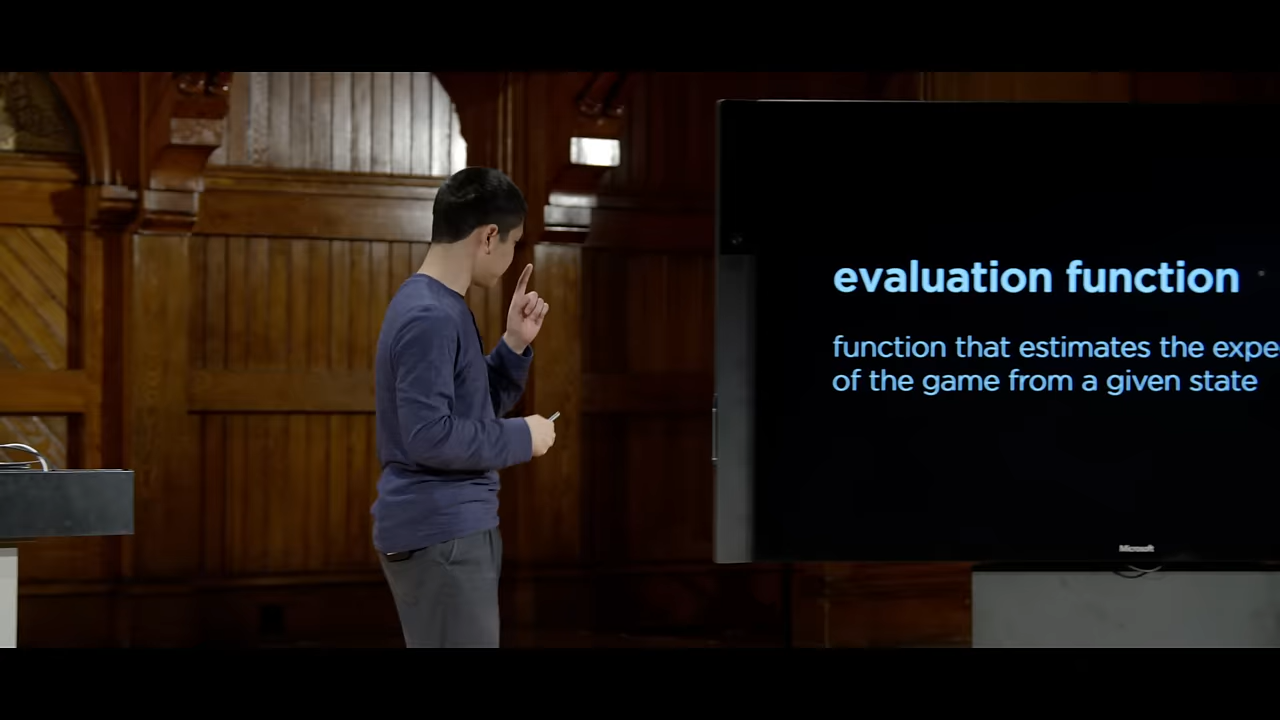 evaluation function
function that estimates the expe
of the game from a given state
Microsoft